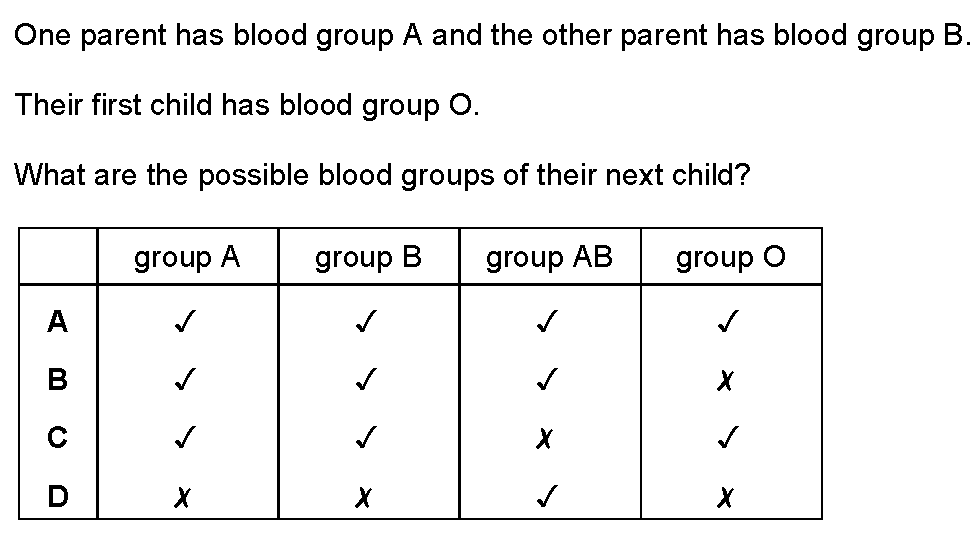 One parent has blood group A and the other parent has blood group B.
Their first child has blood group O.
What are the possible blood groups of their next child?
group A group B group AB group O
A ✓ ✓ ✓ ✓
B ✓ ✓ ✓ ✗
C ✓ ✓ ✗ ✓
D ✗ ✗ ✓ ✗